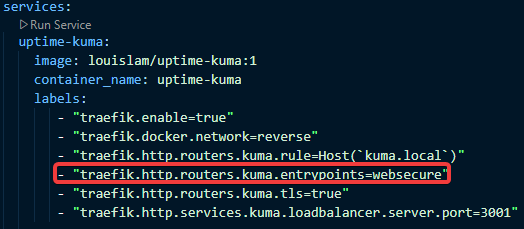 services:
Run Service
uptime-kuma:
image: louislam/uptime-kuma:1
container_name: uptime-kuma
labels:
- "traefik.enable=true"
- "traefik.docker.network=reverse"
- "traefik.http.routers.kuma.rule=Host(`kuma.local`)"
- "traefik.http.routers.kuma.entrypoints=websecure"
- "traefik.http.routers.kuma.tls=true"
- "traefik.http.services.kuma.loadbalancer.server.port=3001"